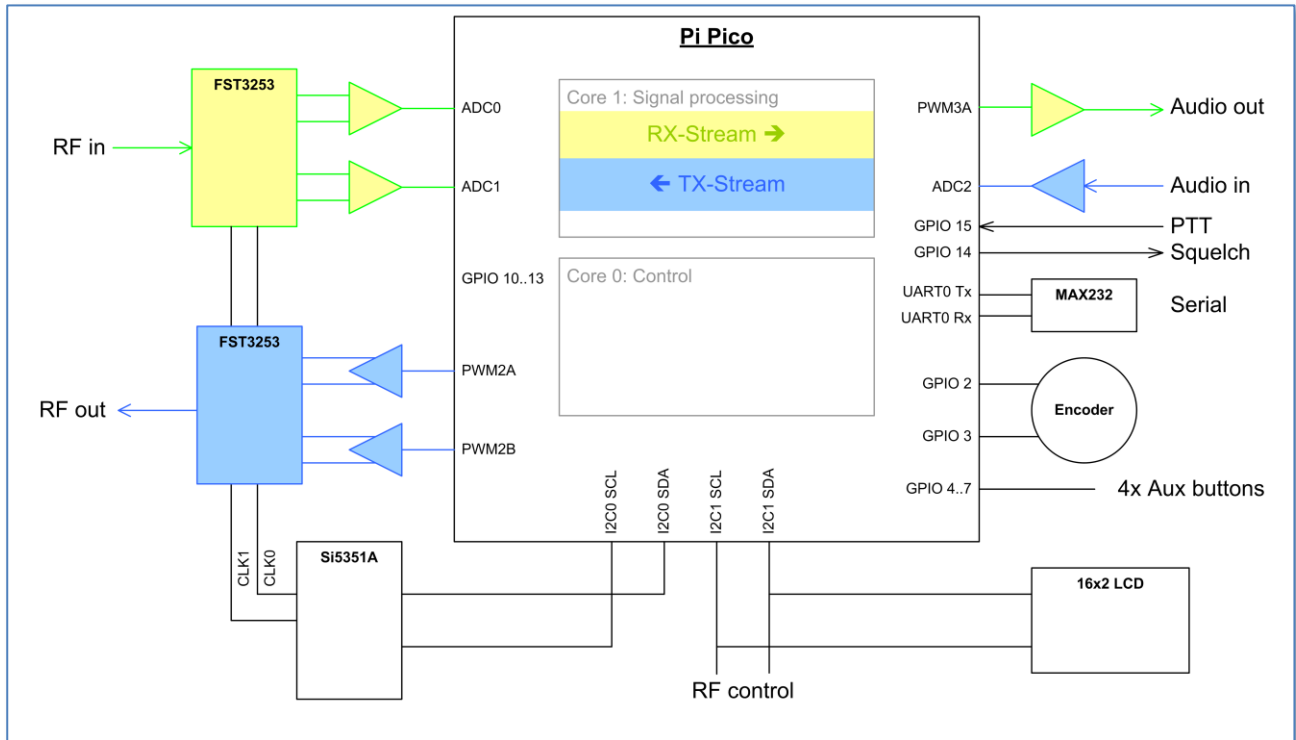 Pi Pico
FST3253
Core 1: Signal processing
RX-Stream ➔
🡸 TX-Stream
RF in
ADC0
ADC1
PWM3A
Audio out
ADC2
Audio in
GPIO 15
PTT
GPIO 14
Squelch
GPIO 10..13
Core 0: Control
UART0 Tx
UART0 Rx
MAX232
Serial
FST3253
RF out
PWM2A
PWM2B
GPIO 2
GPIO 3
Encoder
GPIO 4..7
4x Aux buttons
I2C0 SCL
I2C0 SDA
I2C1 SCL
I2C1 SDA
CLK1
CLK0
Si5351A
16x2 LCD
RF control